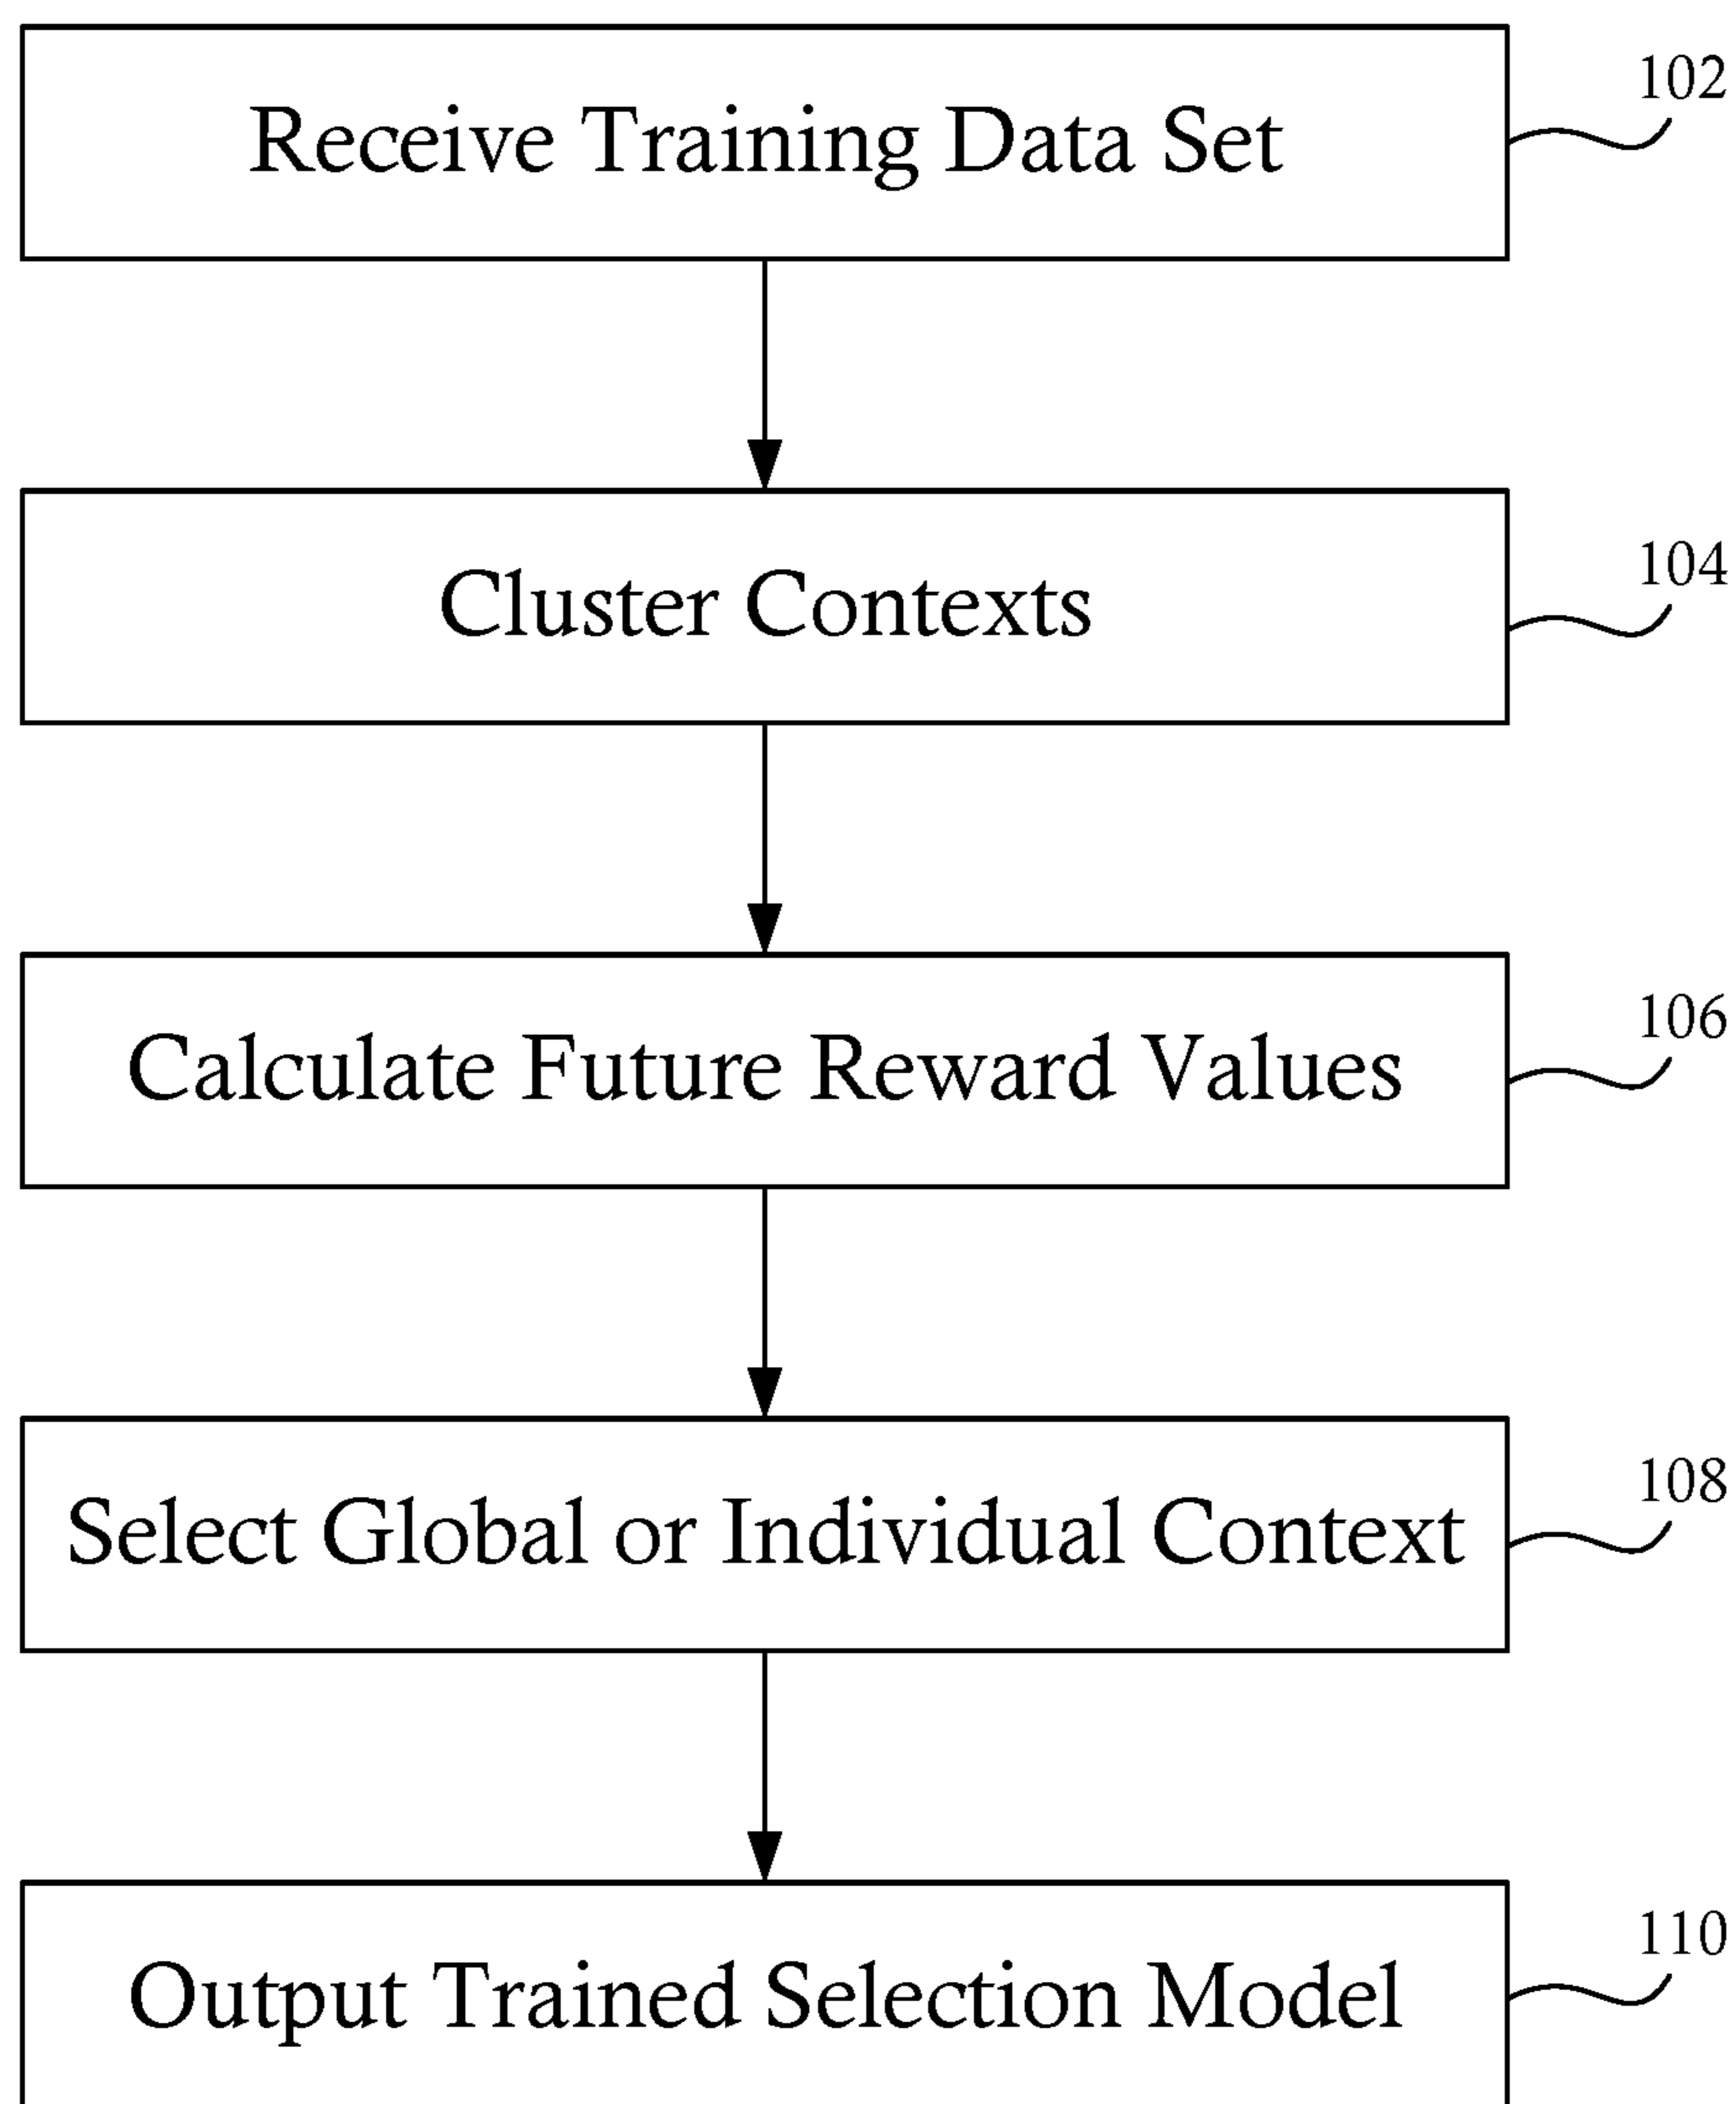 Receive Training Data Set
102
Cluster Contexts
104
Calculate Future Reward Values
106
Select Global or Individual Context
108
Output Trained Selection Model
110